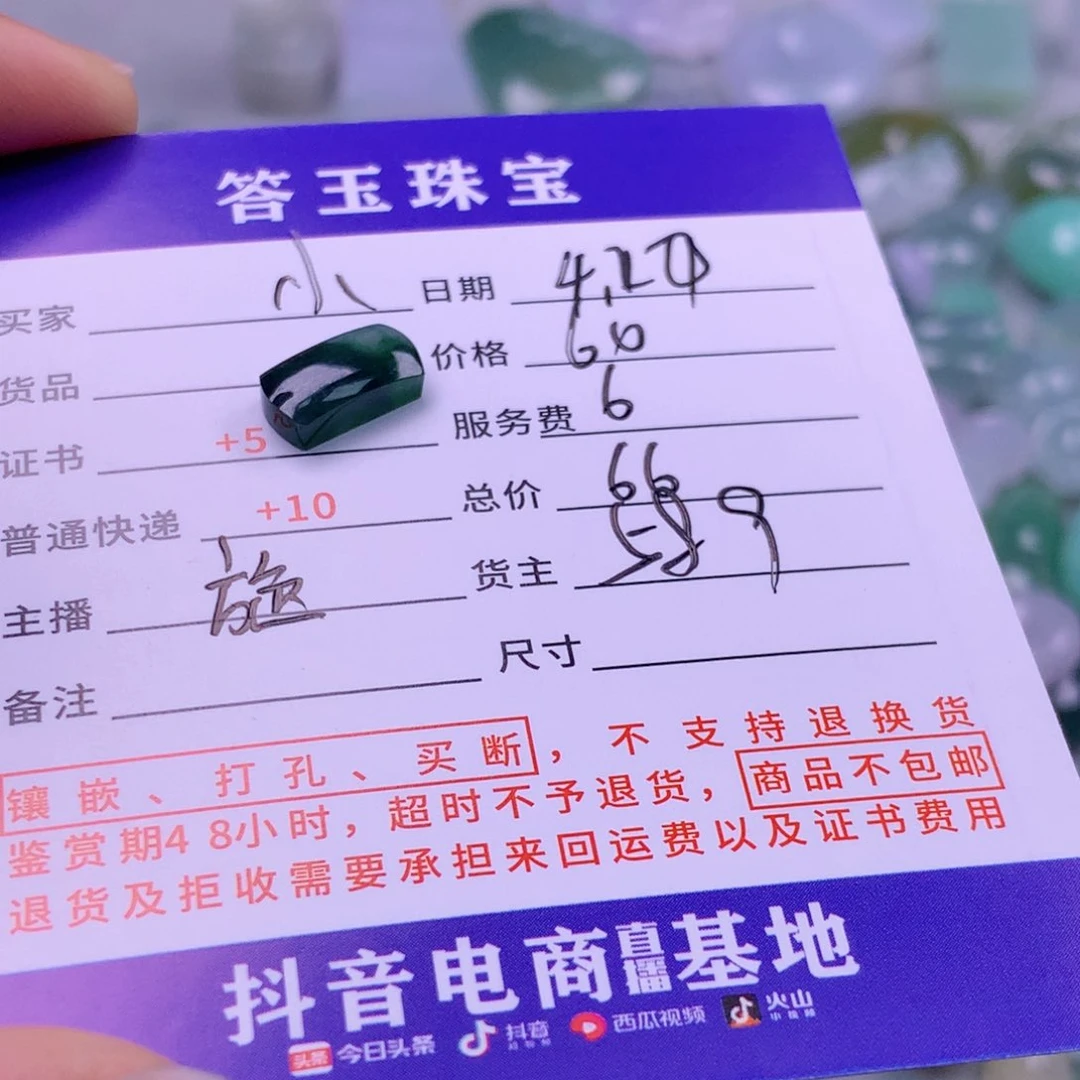 答玉珠宝
买家 小 日期
货品 价格 60
证书 +5 服务费 6
普通快递 +10 总价 66
主播 施 货主 589
备注 尺寸
镶嵌、打孔、买断，不支持退换货
鉴赏期48小时，超时不予退货，商品不包邮
退货及拒收需要承担来回运费以及证书费用
抖音电商直播基地
头条 今日头条 抖音 西瓜视频 火山